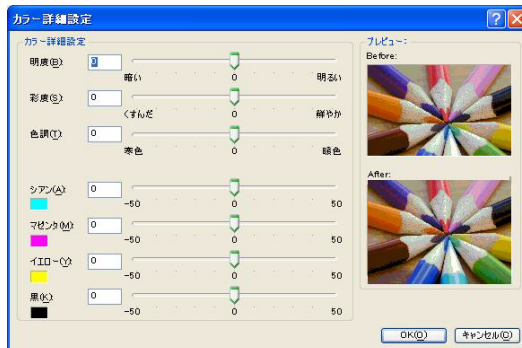 カラー詳細設定
カラー詳細設定
明度(B):
0
暗い 0 明るい
彩度(S):
0
くすんだ 0 鮮やか
色調(T):
0
寒色 0 暖色
シアン(A):
0
-50 0 50
マゼンタ(M):
0
-50 0 50
イエロー(Y):
0
-50 0 50
黒(K):
0
-50 0 50
プレビュー:
Before:
After:
OK(O) キャンセル(C)